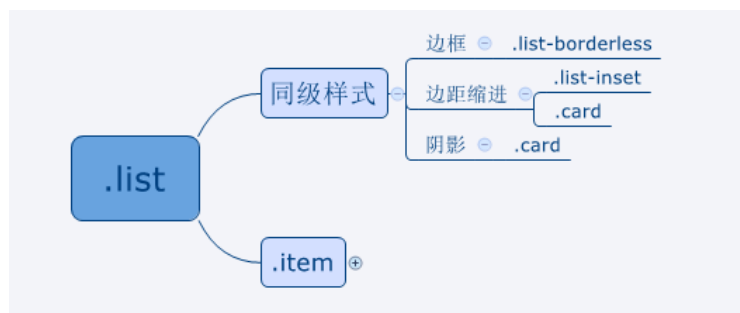 边框 .list-borderless
同级样式
边距缩进 .list-inset
.card
阴影 .card
.list
.item